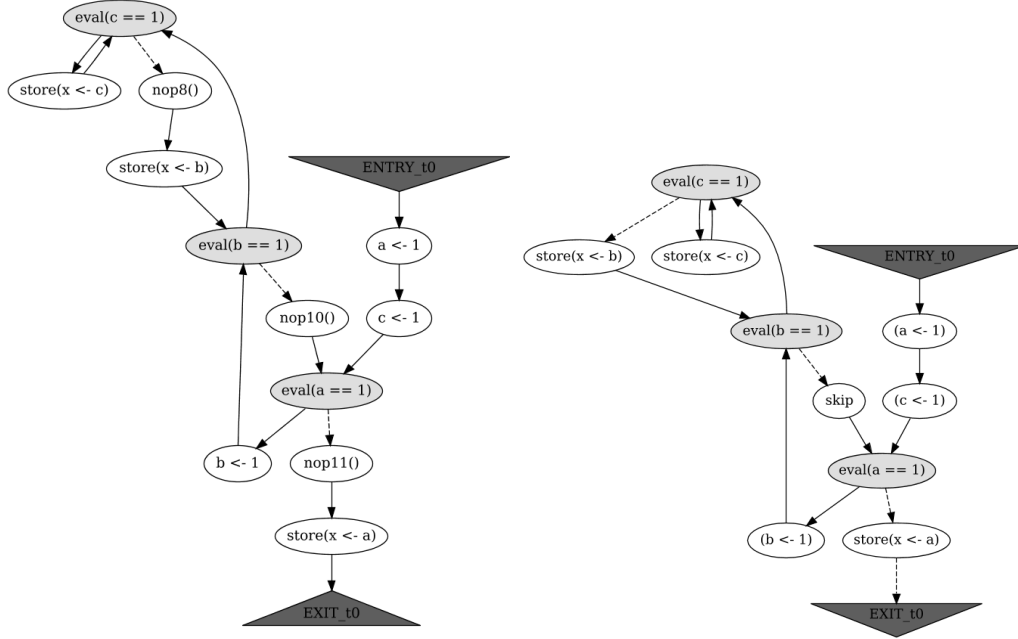 eval(c == 1)
store(x <- c)
nop8()
store(x <- b)
ENTRY_t0
eval(b == 1)
a <- 1
nop10()
c <- 1
eval(a == 1)
b <- 1
nop11()
store(x <- a)
EXIT_t0
eval(c == 1)
store(x <- b)
store(x <- c)
ENTRY_t0
eval(b == 1)
(a <- 1)
skip
(c <- 1)
eval(a == 1)
(b <- 1)
store(x <- a)
EXIT_t0